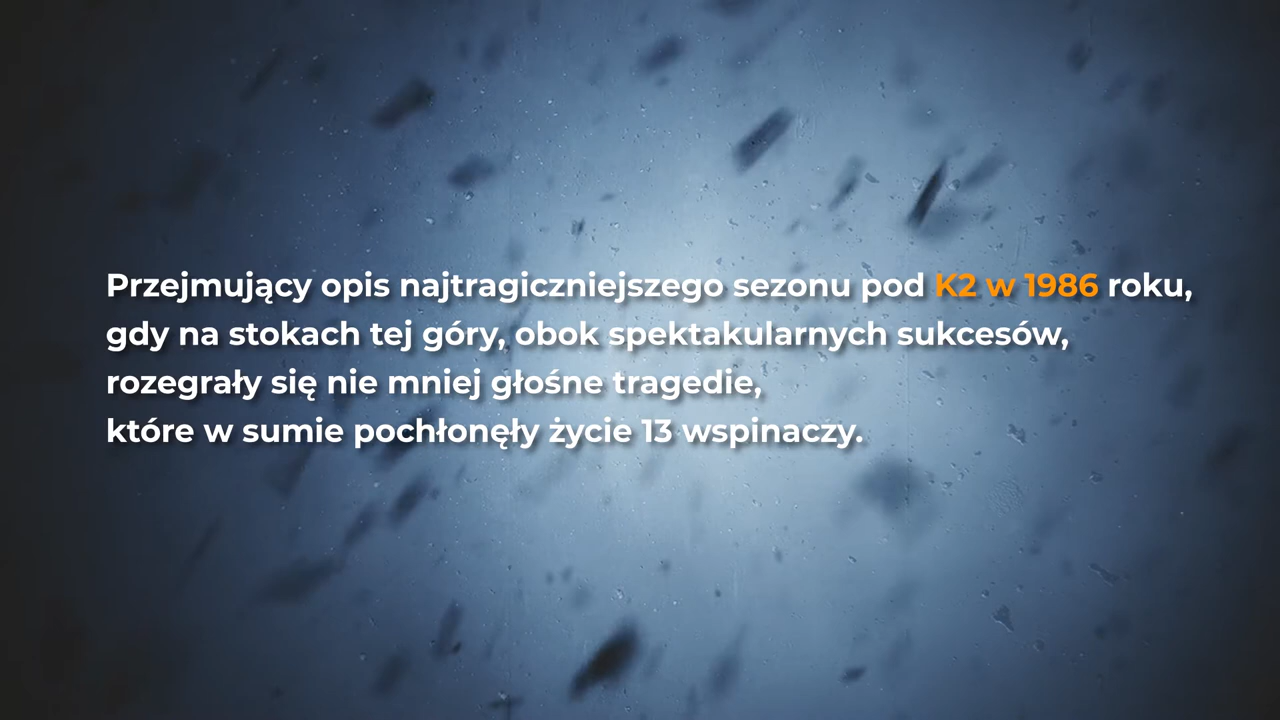 Przejmujący opis najtragiczniejszego sezonu pod K2 w 1986 roku,
gdy na stokach tej góry, obok spektakularnych sukcesów,
rozegrały się nie mniej głośne tragedie,
które w sumie pochłonęły życie 13 wspinaczy.